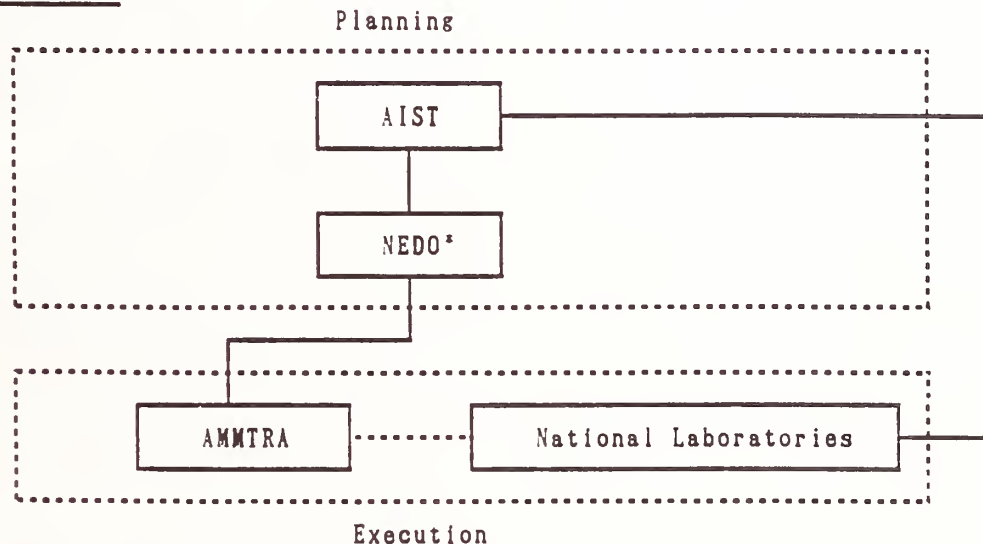 Planning
AIST
NEDO*
AMMTRA
National Laboratories
Execution